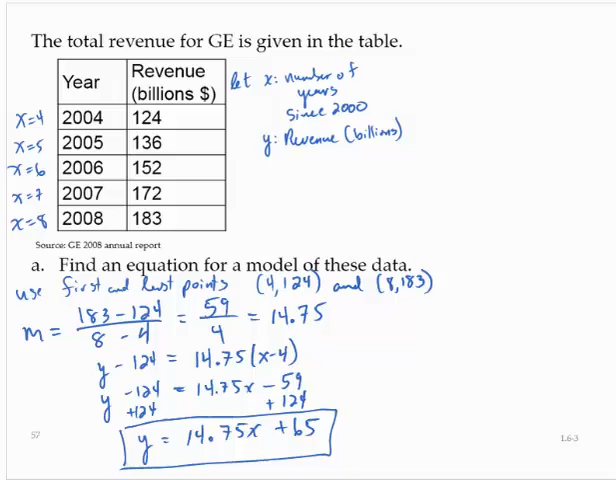 The total revenue for GE is given in the table.
Year Revenue (billions $)
let x: number of
years
since 2000
y: Revenue (billions)
x=4 2004 124
x=5 2005 136
x=6 2006 152
x=7 2007 172
x=8 2008 183
Source: GE 2008 annual report
a. Find an equation for a model of these data.
use first and last points (4,124) and (8,183)
m = 183-124 / 8-4 = 59/4 = 14.75
y - 124 = 14.75(x-4)
y - 124 = 14.75x - 59
+124 + 124
y = 14.75x + 65
57
1.6-3